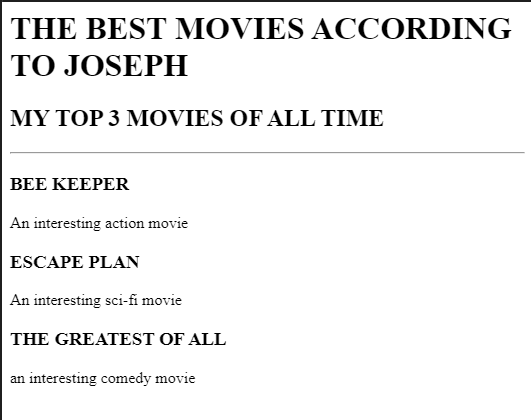 THE BEST MOVIES ACCORDING
TO JOSEPH
MY TOP 3 MOVIES OF ALL TIME
BEE KEEPER
An interesting action movie
ESCAPE PLAN
An interesting sci-fi movie
THE GREATEST OF ALL
an interesting comedy movie